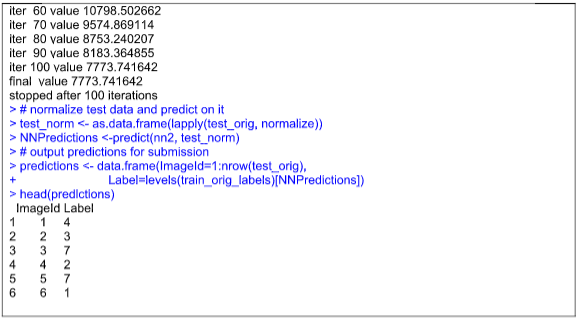 iter  60 value 10798.502662
iter  70 value 9574.869114
iter  80 value 8753.240207
iter  90 value 8183.364855
iter 100 value 7773.741642
final  value 7773.741642
stopped after 100 iterations
> # normalize test data and predict on it
> test_norm <- as.data.frame(lapply(test_orig, normalize))
> NNPredictions <-predict(nn2, test_norm)
> # output predictions for submission
> predictions <- data.frame(ImageId=1:nrow(test_orig),
+ Label=levels(train_orig_labels)[NNPredictions])
> head(predictions)
ImageId Label
1 1 4
2 2 3
3 3 7
4 4 2
5 5 7
6 6 1